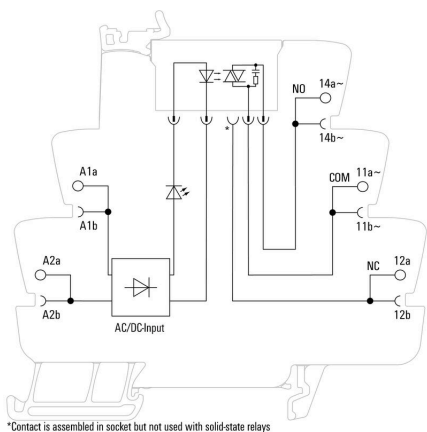 14a~
NO
14b~
*
A1a
11a~
COM
A1b
11b~
A2a
12a
NC
A2b
12b
AC/DC-Input
*Contact is assembled in socket but not used with solid-state relays